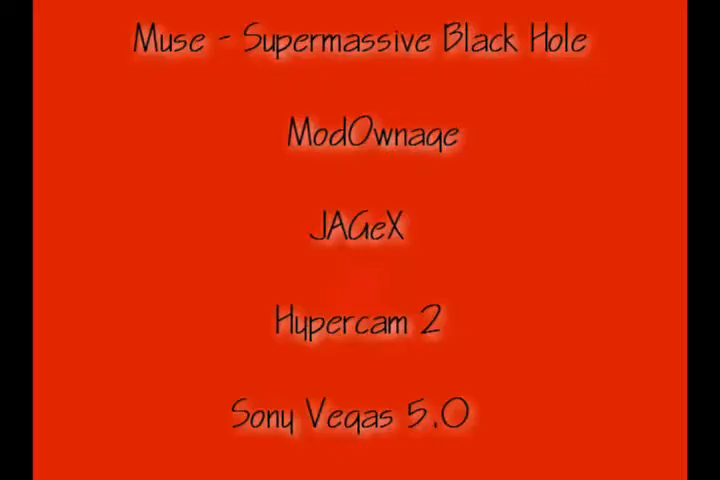 Muse - Supermassive Black Hole
ModOwnage
JAGeX
Hypercam 2
Sony Vegas 5.0